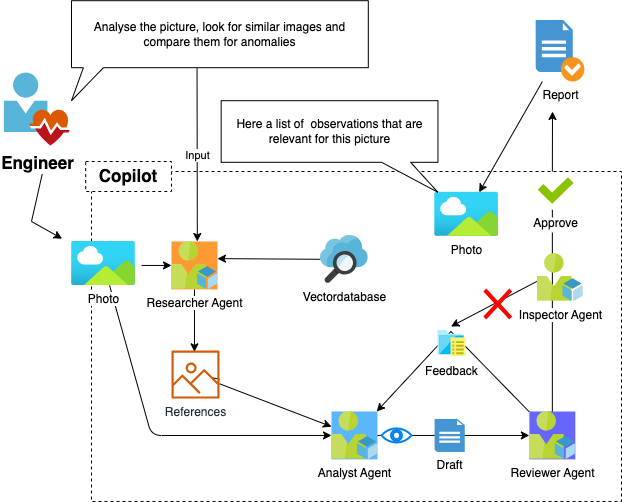 Analyse the picture, look for similar images and
compare them for anomalies
Report
Here a list of observations that are
relevant for this picture
Input
Engineer
Copilot
Approve
Photo
Photo
Researcher Agent
Vectordatabase
Inspector Agent
Feedback
References
Analyst Agent
Draft
Reviewer Agent